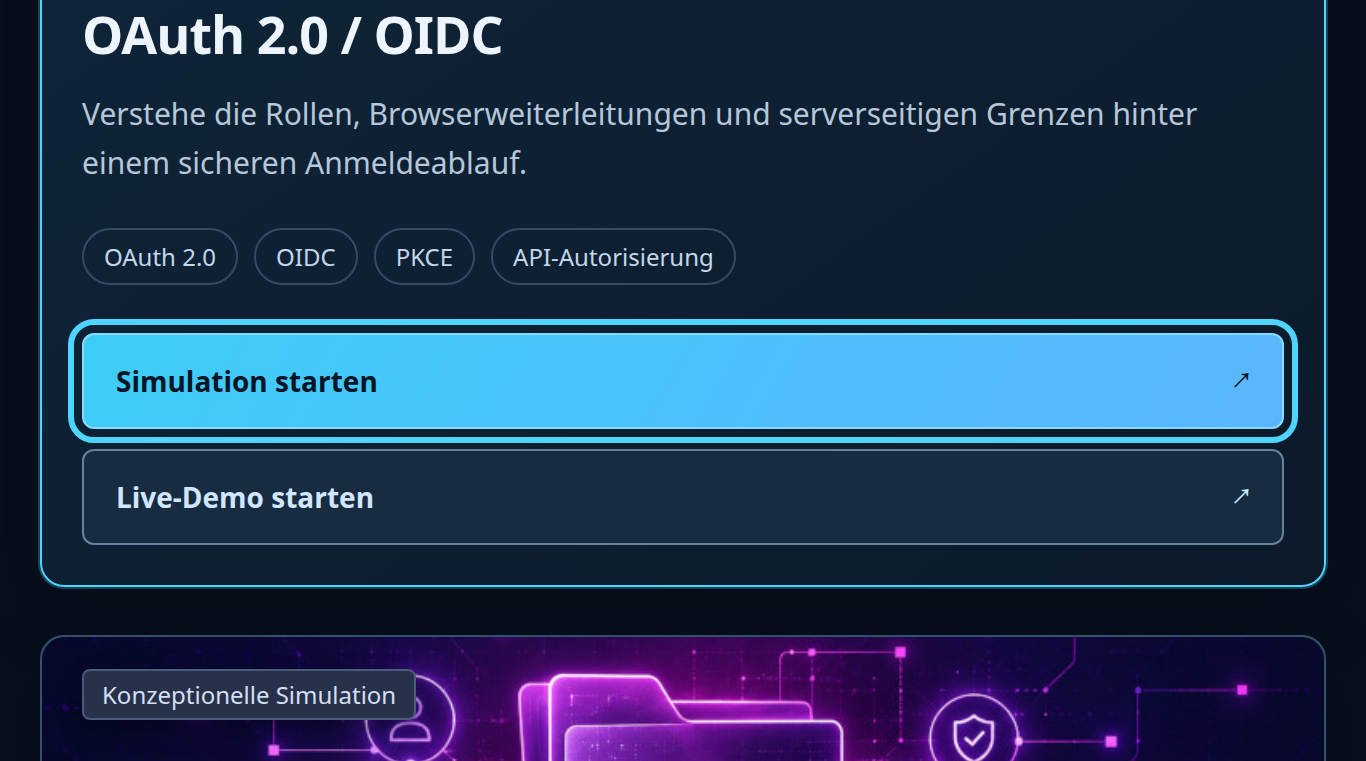 OAuth 2.0 / OIDC
Verstehe die Rollen, Browserweiterleitungen und serverseitigen Grenzen hinter
einem sicheren Anmeldeablauf.
OAuth 2.0
OIDC
PKCE
API-Autorisierung
Simulation starten ↗
Live-Demo starten ↗
Konzeptionelle Simulation